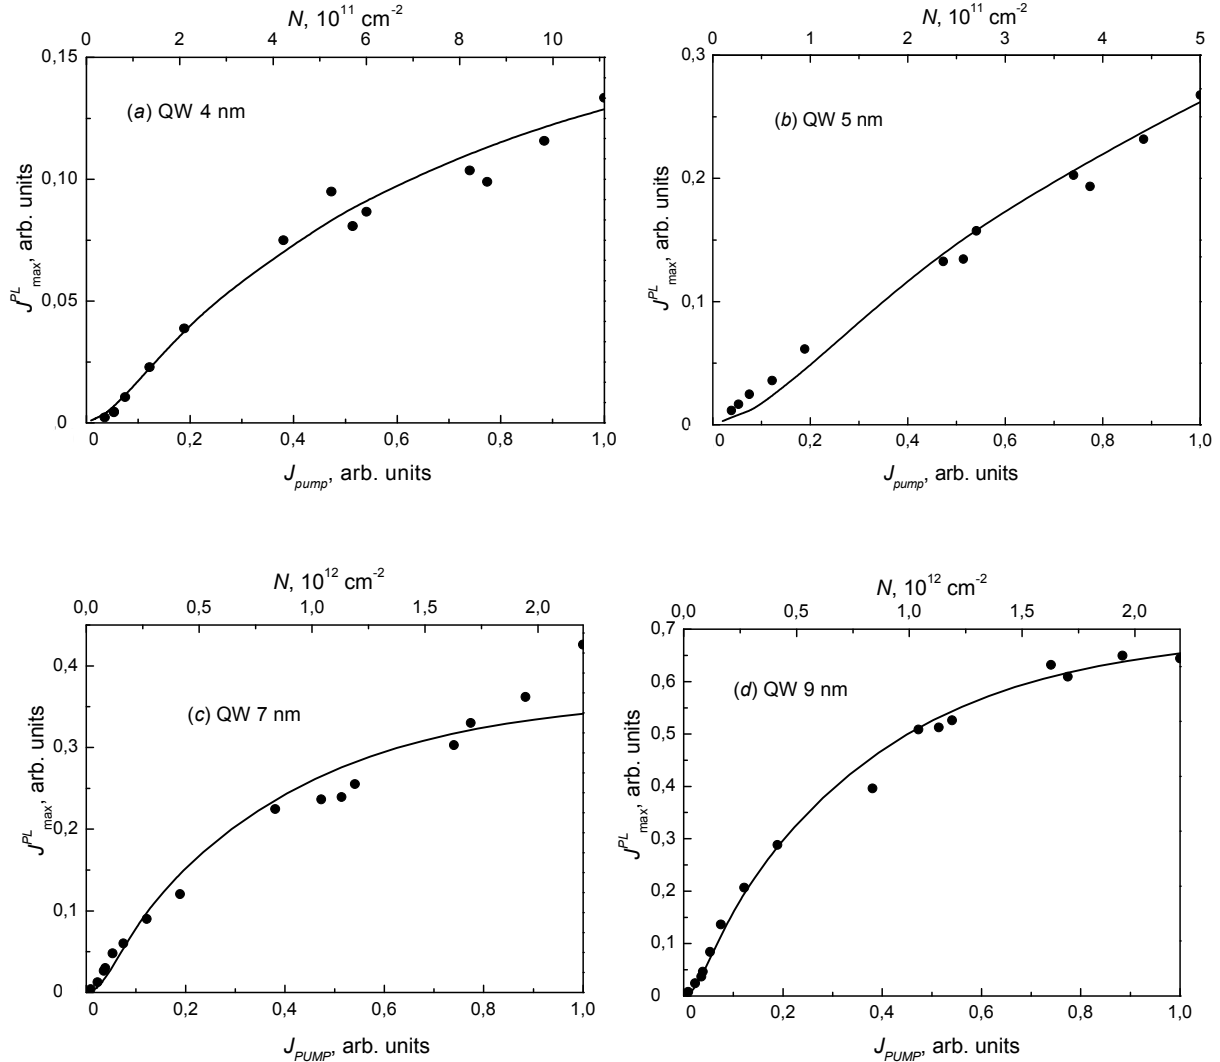 N, 10^11 cm^-2
0 2 4 6 8 10
0,15
0,10
0,05
0
J^PL_max, arb. units
(a) QW 4 nm
0 0,2 0,4 0,6 0,8 1,0
J_pump, arb. units
N, 10^11 cm^-2
0 1 2 3 4 5
0,3
0,2
0,1
0
J^PL_max, arb. units
(b) QW 5 nm
0 0,2 0,4 0,6 0,8 1,0
J_pump, arb. units
N, 10^12 cm^-2
0,0 0,5 1,0 1,5 2,0
0,4
0,3
0,2
0,1
0
J^PL_max, arb. units
(c) QW 7 nm
0 0,2 0,4 0,6 0,8 1,0
J_PUMP, arb. units
N, 10^12 cm^-2
0,0 0,5 1,0 1,5 2,0
0,7
0,6
0,5
0,4
0,3
0,2
0,1
0
J^PL_max, arb. units
(d) QW 9 nm
0 0,2 0,4 0,6 0,8 1,0
J_PUMP, arb. units